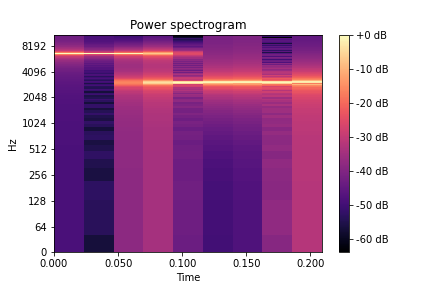 Power spectrogram
Hz
8192
4096
2048
1024
512
256
128
64
0
0.000 0.050 0.100 0.150 0.200
Time
+0 dB
-10 dB
-20 dB
-30 dB
-40 dB
-50 dB
-60 dB